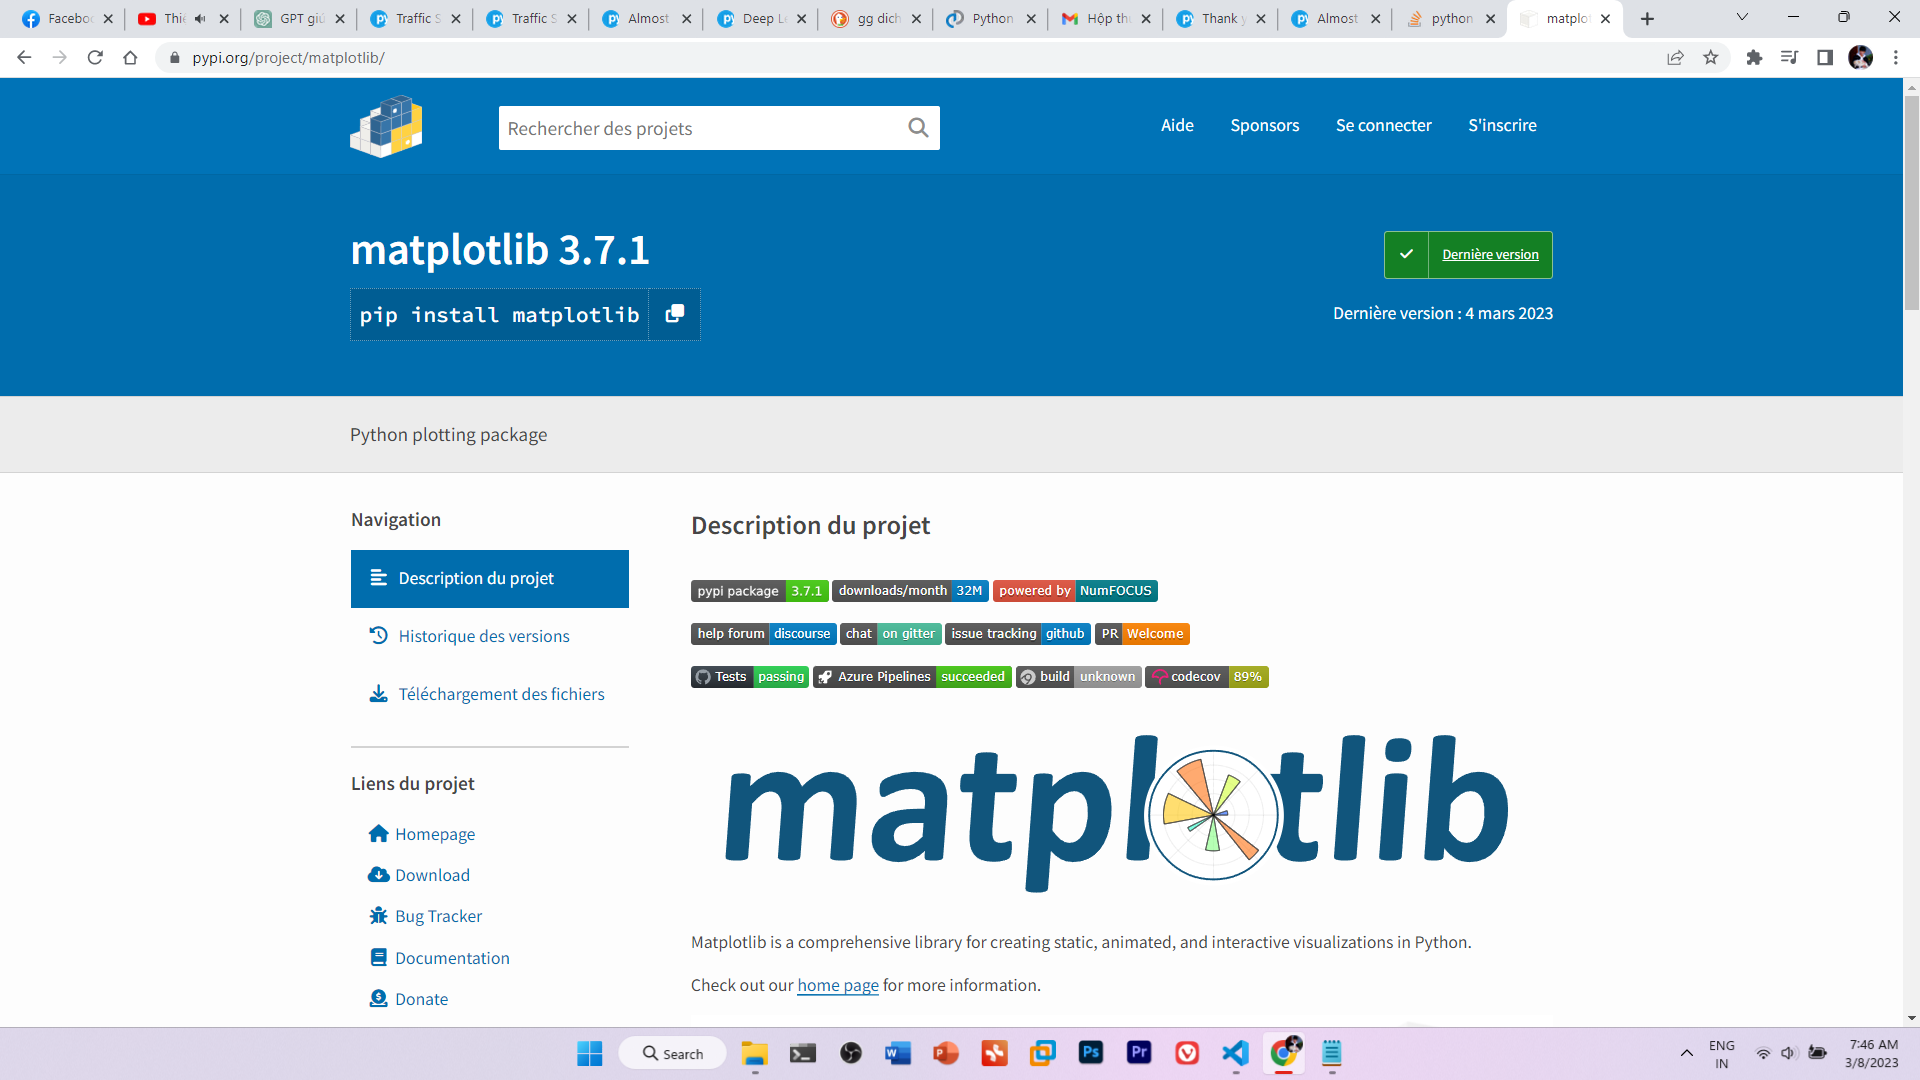 Facebo
Thiê
GPT giú
Traffic S
Traffic S
Almost
Deep Le
gg dich
Python
Hộp thư
Thank y
Almost
python
matplot
pypi.org/project/matplotlib/
Rechercher des projets
Aide
Sponsors
Se connecter
S'inscrire
matplotlib 3.7.1
Dernière version
pip install matplotlib
Dernière version : 4 mars 2023
Python plotting package
Navigation
Description du projet
Historique des versions
Téléchargement des fichiers
Liens du projet
Homepage
Download
Bug Tracker
Documentation
Donate
Description du projet
pypi package 3.7.1 downloads/month 32M powered by NumFOCUS
help forum discourse chat on gitter issue tracking github PR Welcome
Tests passing Azure Pipelines succeeded build unknown codecov 89%
matplotlib
Matplotlib is a comprehensive library for creating static, animated, and interactive visualizations in Python.
Check out our home page for more information.
Search
Ps
Pr
ENG
IN
7:46 AM
3/8/2023